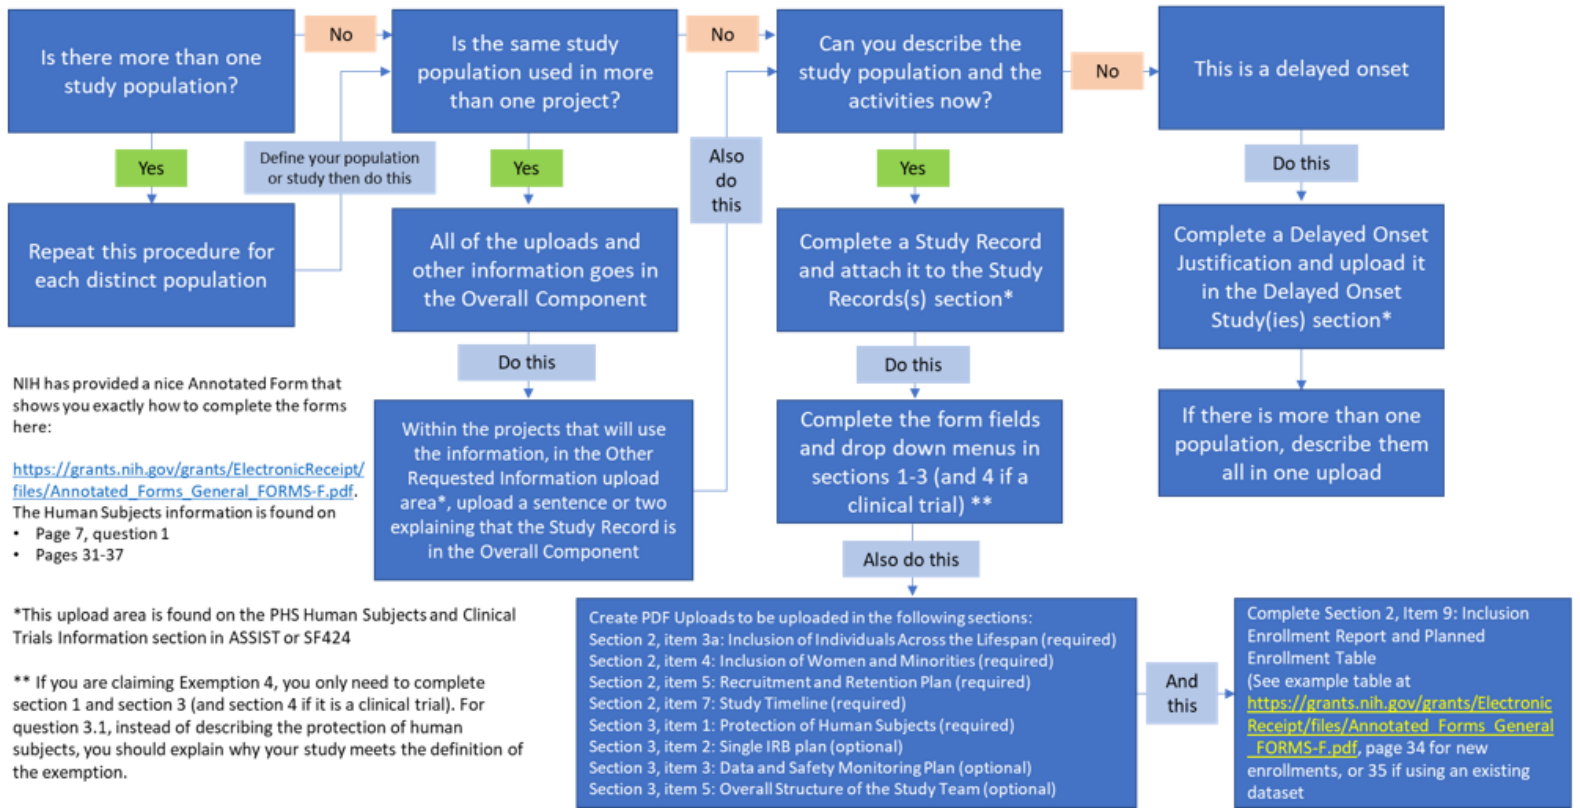 Is there more than one
study population?
No
Is the same study
population used in more
than one project?
No
Can you describe the
study population and the
activities now?
No
This is a delayed onset
Yes
Define your population
or study then do this
Yes
Also
do
this
Yes
Do this
Repeat this procedure for
each distinct population
All of the uploads and
other information goes in
the Overall Component
Complete a Study Record
and attach it to the Study
Records(s) section*
Complete a Delayed Onset
Justification and upload it
in the Delayed Onset
Study(ies) section*
Do this
Do this
NIH has provided a nice Annotated Form that
shows you exactly how to complete the forms
here:
https://grants.nih.gov/grants/ElectronicReceipt/
files/Annotated_Forms_General_FORMS-F.pdf.
The Human Subjects information is found on
• Page 7, question 1
• Pages 31-37
Within the projects that will use
the information, in the Other
Requested Information upload
area*, upload a sentence or two
explaining that the Study Record is
in the Overall Component
Complete the form fields
and drop down menus in
sections 1-3 (and 4 if a
clinical trial) **
If there is more than one
population, describe them
all in one upload
Also do this
*This upload area is found on the PHS Human Subjects and Clinical
Trials Information section in ASSIST or SF424
** If you are claiming Exemption 4, you only need to complete
section 1 and section 3 (and section 4 if it is a clinical trial). For
question 3.1, instead of describing the protection of human
subjects, you should explain why your study meets the definition of
the exemption.
Create PDF Uploads to be uploaded in the following sections:
Section 2, item 3a: Inclusion of Individuals Across the Lifespan (required)
Section 2, item 4: Inclusion of Women and Minorities (required)
Section 2, item 5: Recruitment and Retention Plan (required)
Section 2, item 7: Study Timeline (required)
Section 3, item 1: Protection of Human Subjects (required)
Section 3, item 2: Single IRB plan (optional)
Section 3, item 3: Data and Safety Monitoring Plan (optional)
Section 3, item 5: Overall Structure of the Study Team (optional)
And
this
Complete Section 2, Item 9: Inclusion
Enrollment Report and Planned
Enrollment Table
(See example table at
https://grants.nih.gov/grants/Electronic
Receipt/files/Annotated_Forms_General
_FORMS-F.pdf, page 34 for new
enrollments, or 35 if using an existing
dataset